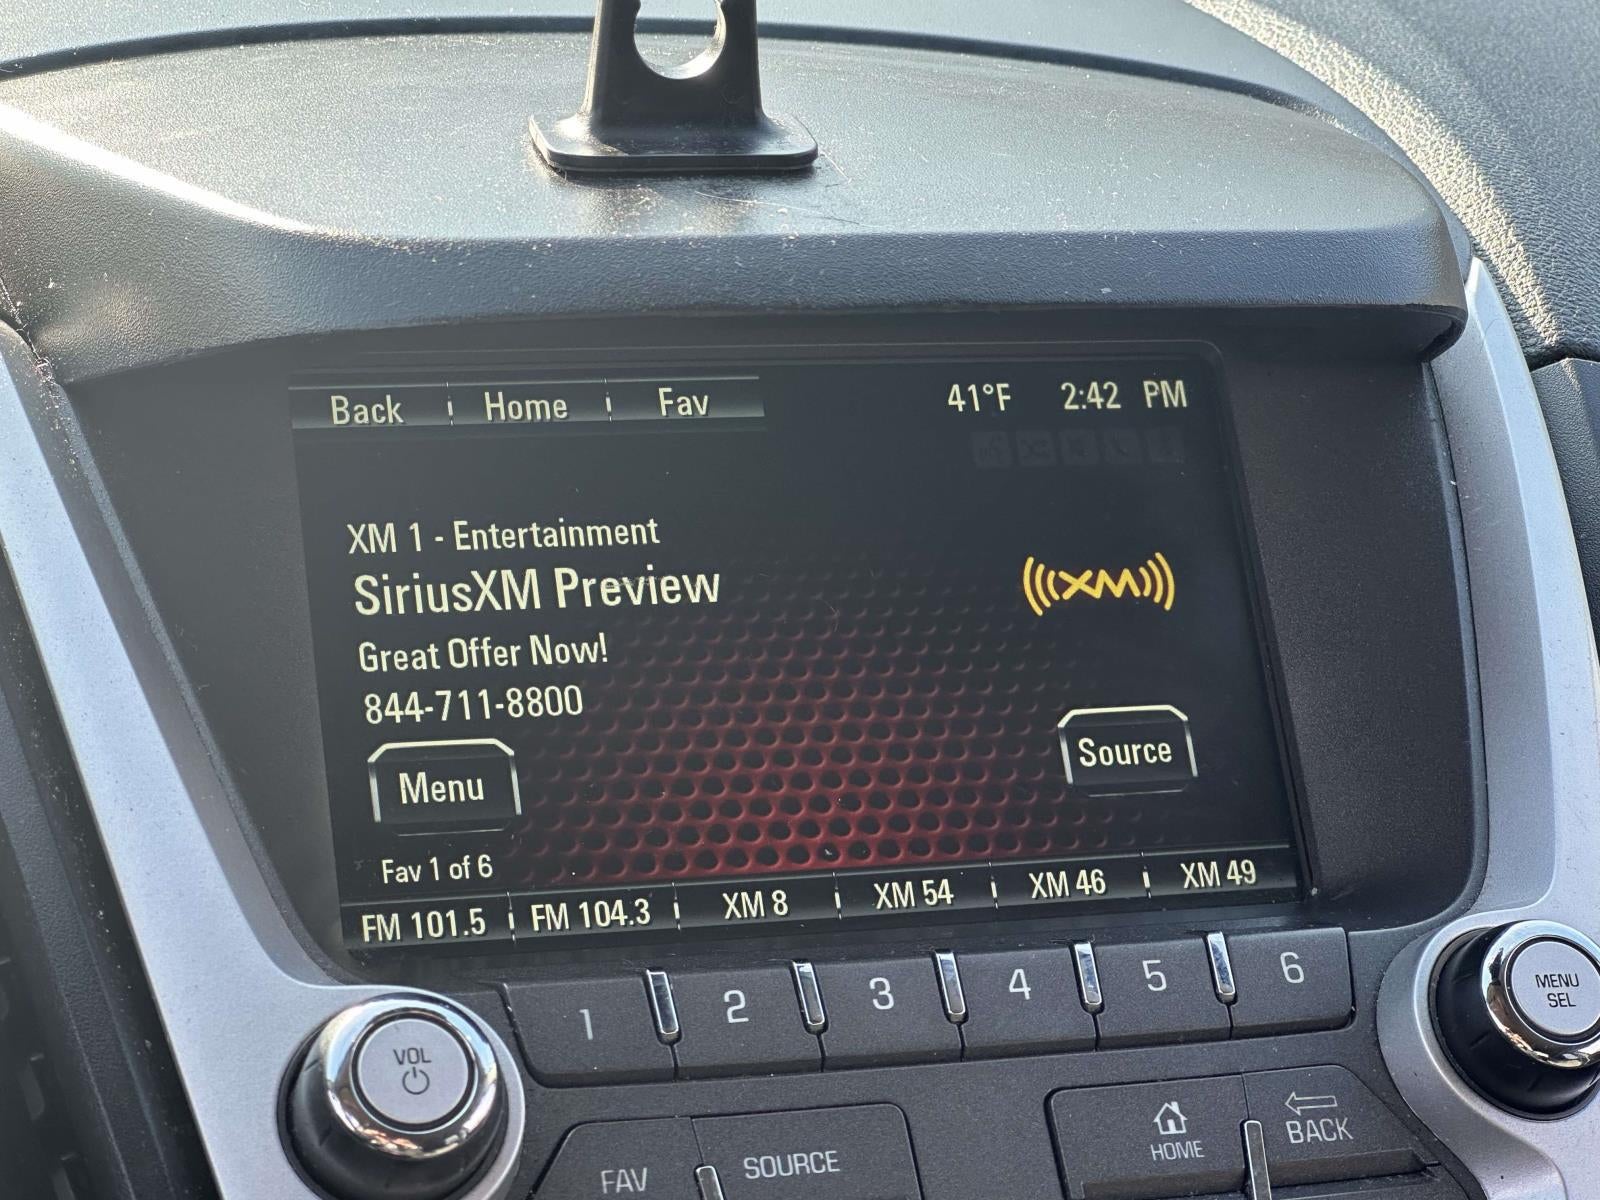 Back Home Fav 41°F 2:42 PM
XM 1 - Entertainment
SiriusXM Preview
((XM))
Great Offer Now!
844-711-8800
Menu
Source
Fav 1 of 6
FM 101.5 FM 104.3 XM 8 XM 54 XM 46 XM 49
1 2 3 4 5 6
VOL
MENU
SEL
FAV
SOURCE
HOME
BACK